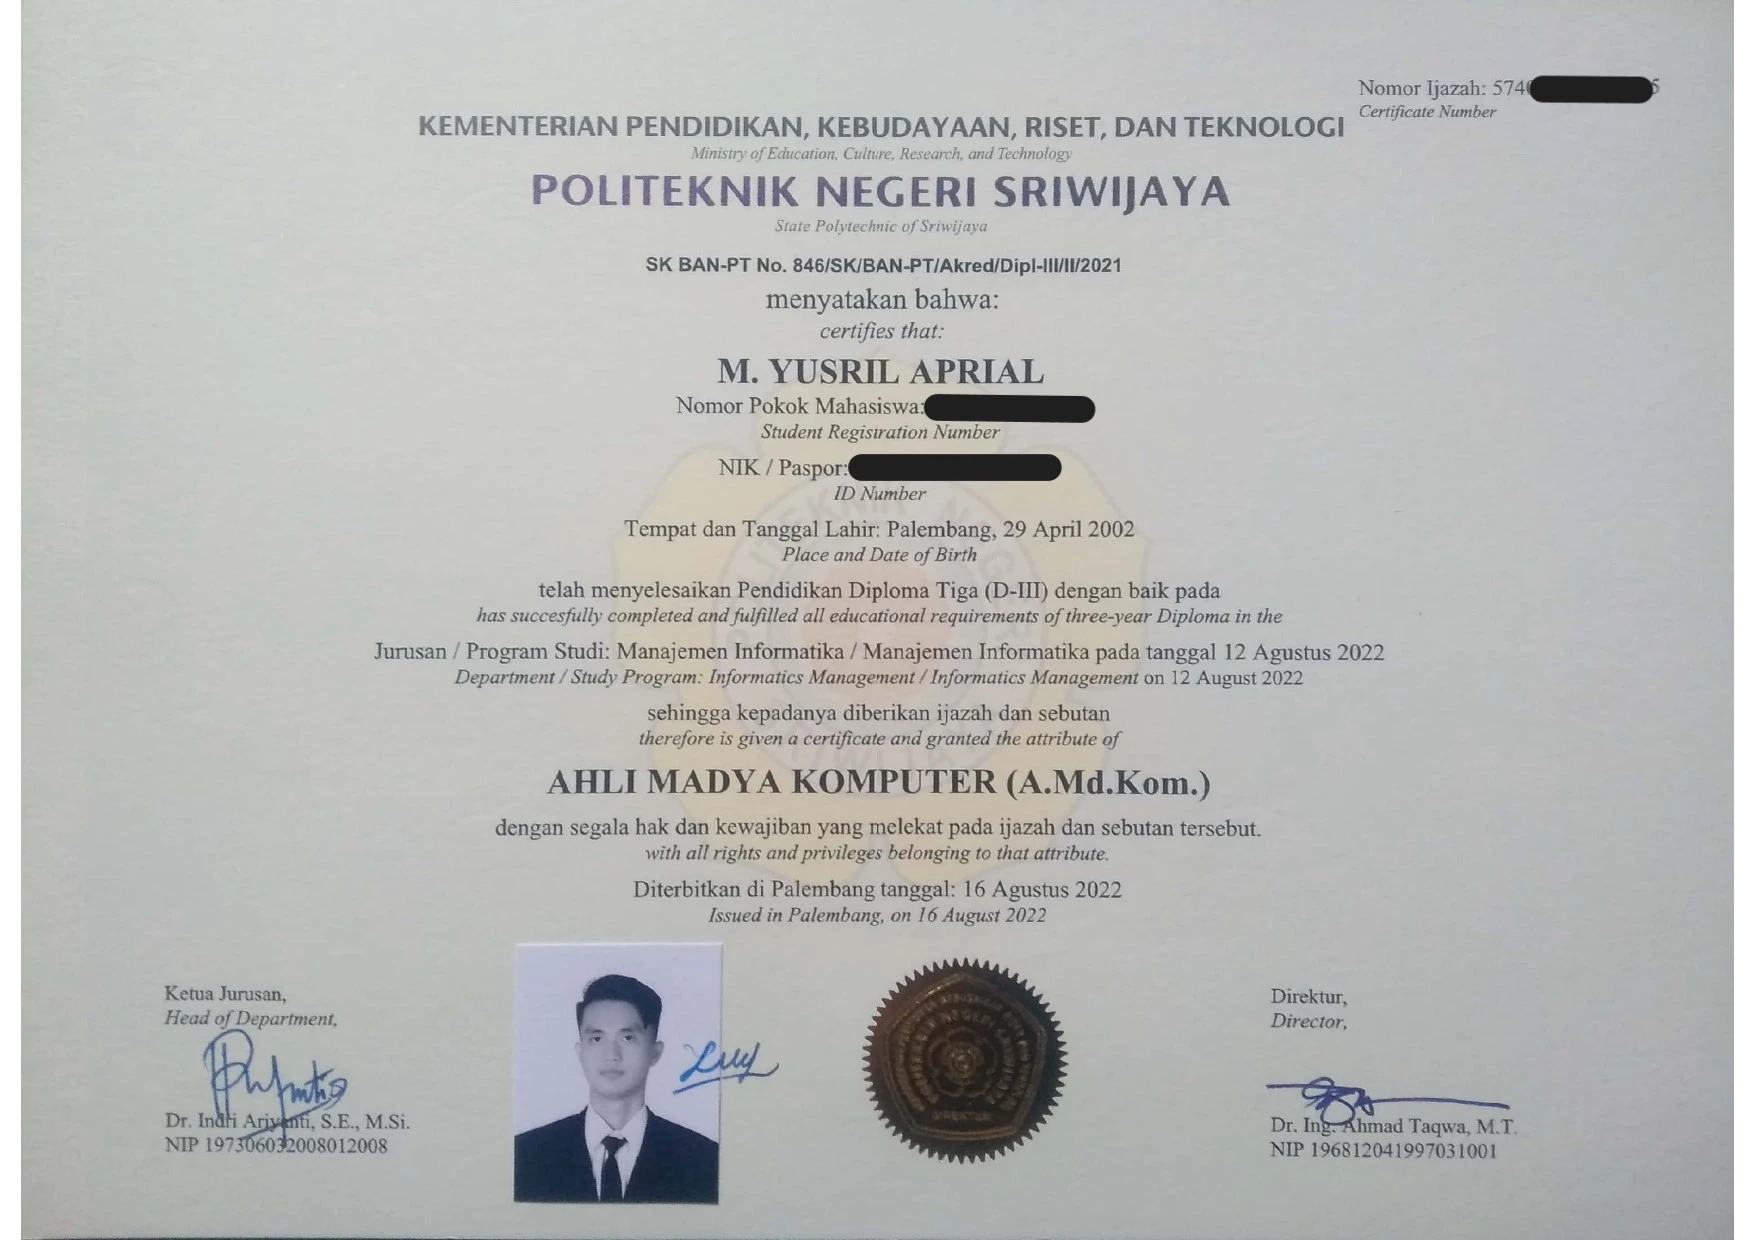 Nomor Ijazah: 574
Certificate Number
KEMENTERIAN PENDIDIKAN, KEBUDAYAAN, RISET, DAN TEKNOLOGI
Ministry of Education, Culture, Research, and Technology
POLITEKNIK NEGERI SRIWIJAYA
State Polytechnic of Sriwijaya
SK BAN-PT No. 846/SK/BAN-PT/Akred/Dipl-III/II/2021
menyatakan bahwa:
certifies that:
M. YUSRIL APRIAL
Nomor Pokok Mahasiswa:
Student Registration Number
NIK / Paspor:
ID Number
Tempat dan Tanggal Lahir: Palembang, 29 April 2002
Place and Date of Birth
telah menyelesaikan Pendidikan Diploma Tiga (D-III) dengan baik pada
has succesfully completed and fulfilled all educational requirements of three-year Diploma in the
Jurusan / Program Studi: Manajemen Informatika / Manajemen Informatika pada tanggal 12 Agustus 2022
Department / Study Program: Informatics Management / Informatics Management on 12 August 2022
sehingga kepadanya diberikan ijazah dan sebutan
therefore is given a certificate and granted the attribute of
AHLI MADYA KOMPUTER (A.Md.Kom.)
dengan segala hak dan kewajiban yang melekat pada ijazah dan sebutan tersebut.
with all rights and privileges belonging to that attribute.
Diterbitkan di Palembang tanggal: 16 Agustus 2022
Issued in Palembang, on 16 August 2022
Ketua Jurusan,
Head of Department,
Dr. Indri Ariyanti, S.E., M.Si.
NIP 197306032008012008
DIREKTUR
Direktur,
Director,
Dr. Ing. Ahmad Taqwa, M.T.
NIP 196812041997031001